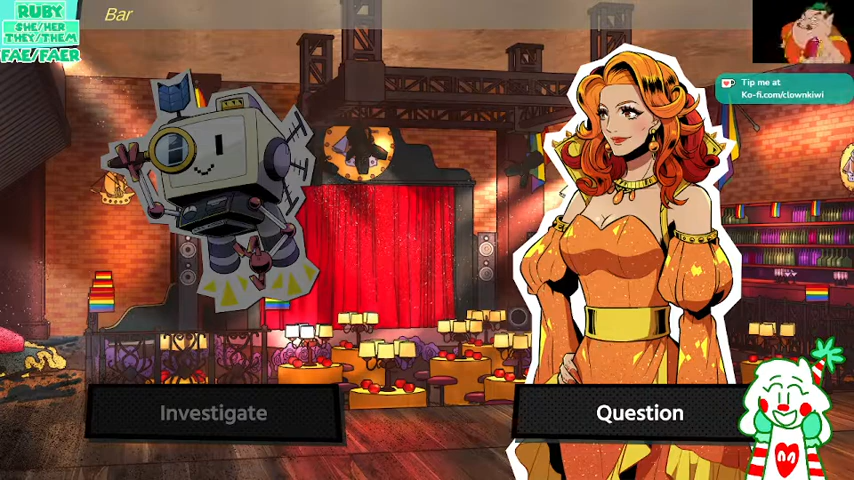 RUBY
SHE/HER
THEY/THEM
FAE/FAER
Bar
Tip me at
Ko-fi.com/clownkiwi
Investigate
Question